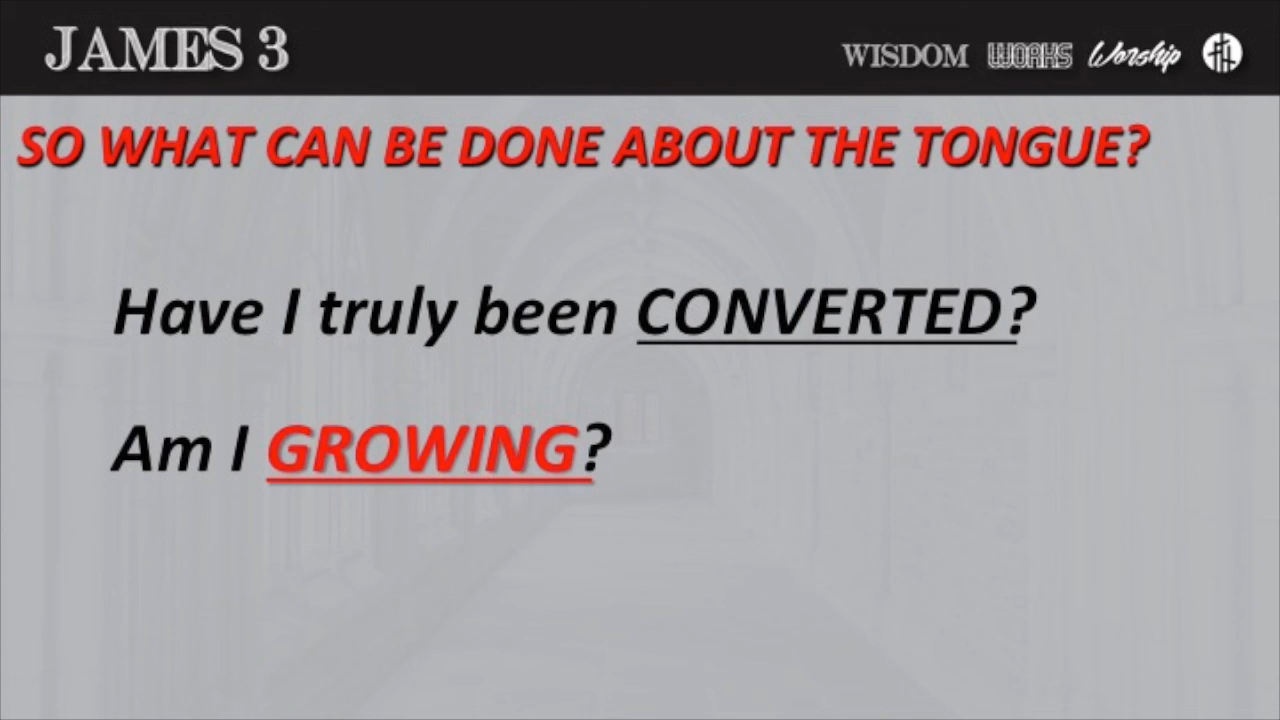 JAMES 3
WISDOM WORKS Worship
SO WHAT CAN BE DONE ABOUT THE TONGUE?
Have I truly been CONVERTED?
Am I GROWING?